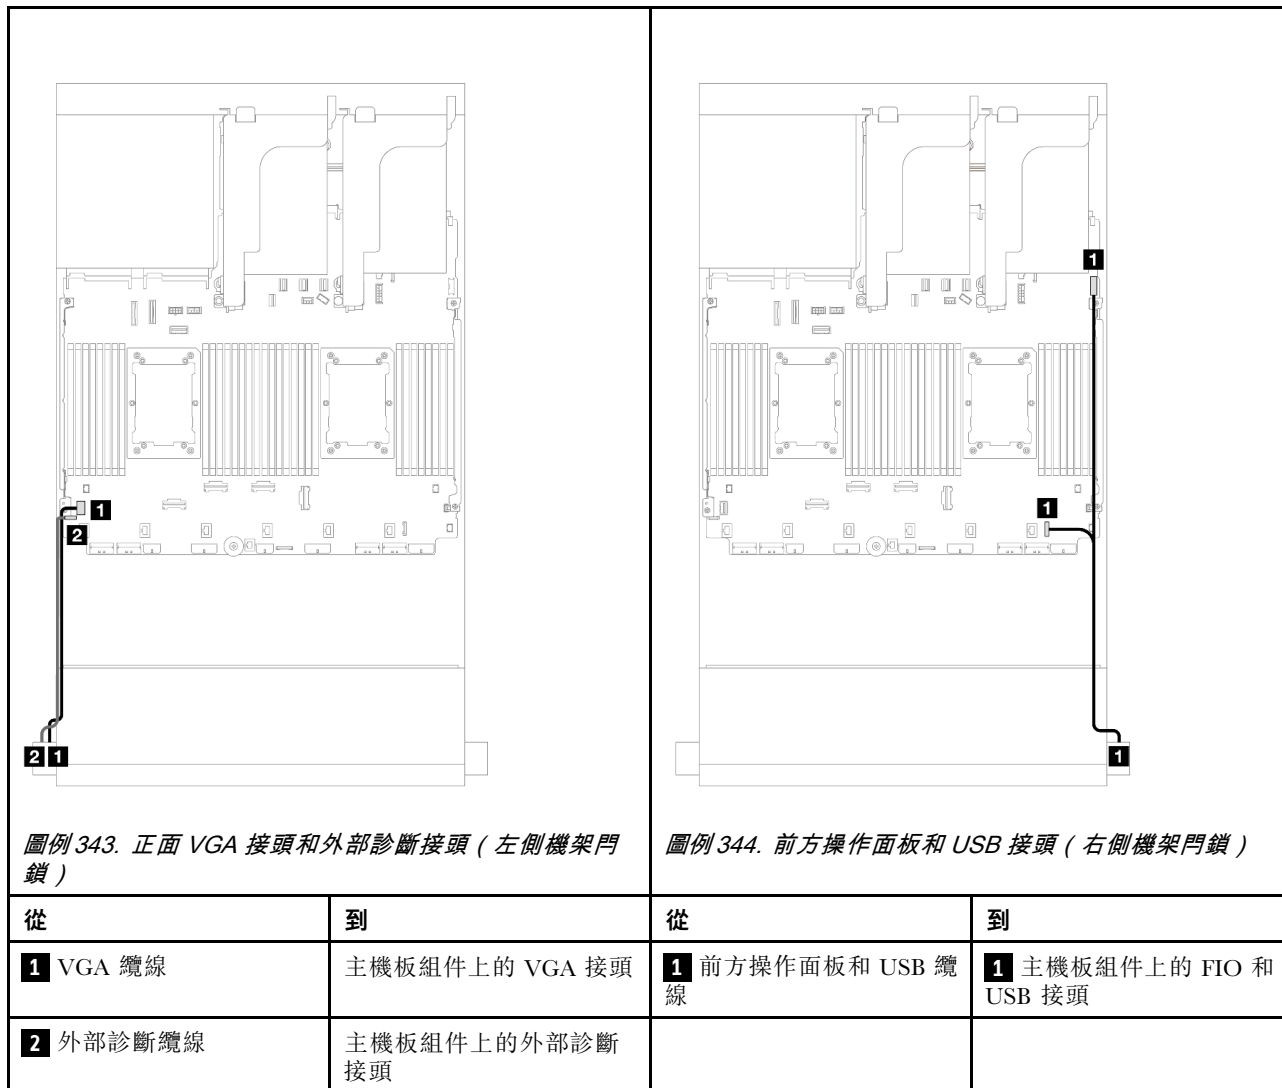 1
2
2 1
1
1
1
圖例 343. 正面 VGA 接頭和外部診斷接頭（左側機架閂
鎖）
圖例 344. 前方操作面板和 USB 接頭（右側機架閂鎖）
從 到 從 到
1 VGA 纜線
主機板組件上的 VGA 接頭
1 前方操作面板和 USB 纜
線
1 主機板組件上的 FIO 和
USB 接頭
2 外部診斷纜線
主機板組件上的外部診斷
接頭